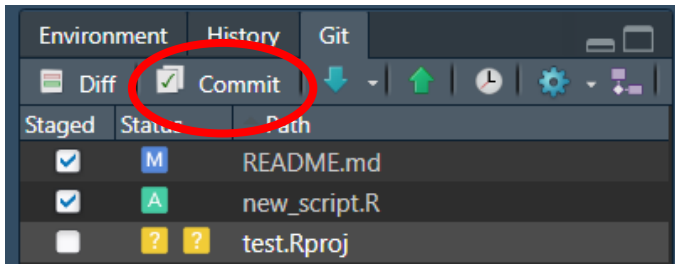 Environment History Git
Diff Commit
Staged Status Path
M README.md
A new_script.R
? ? test.Rproj